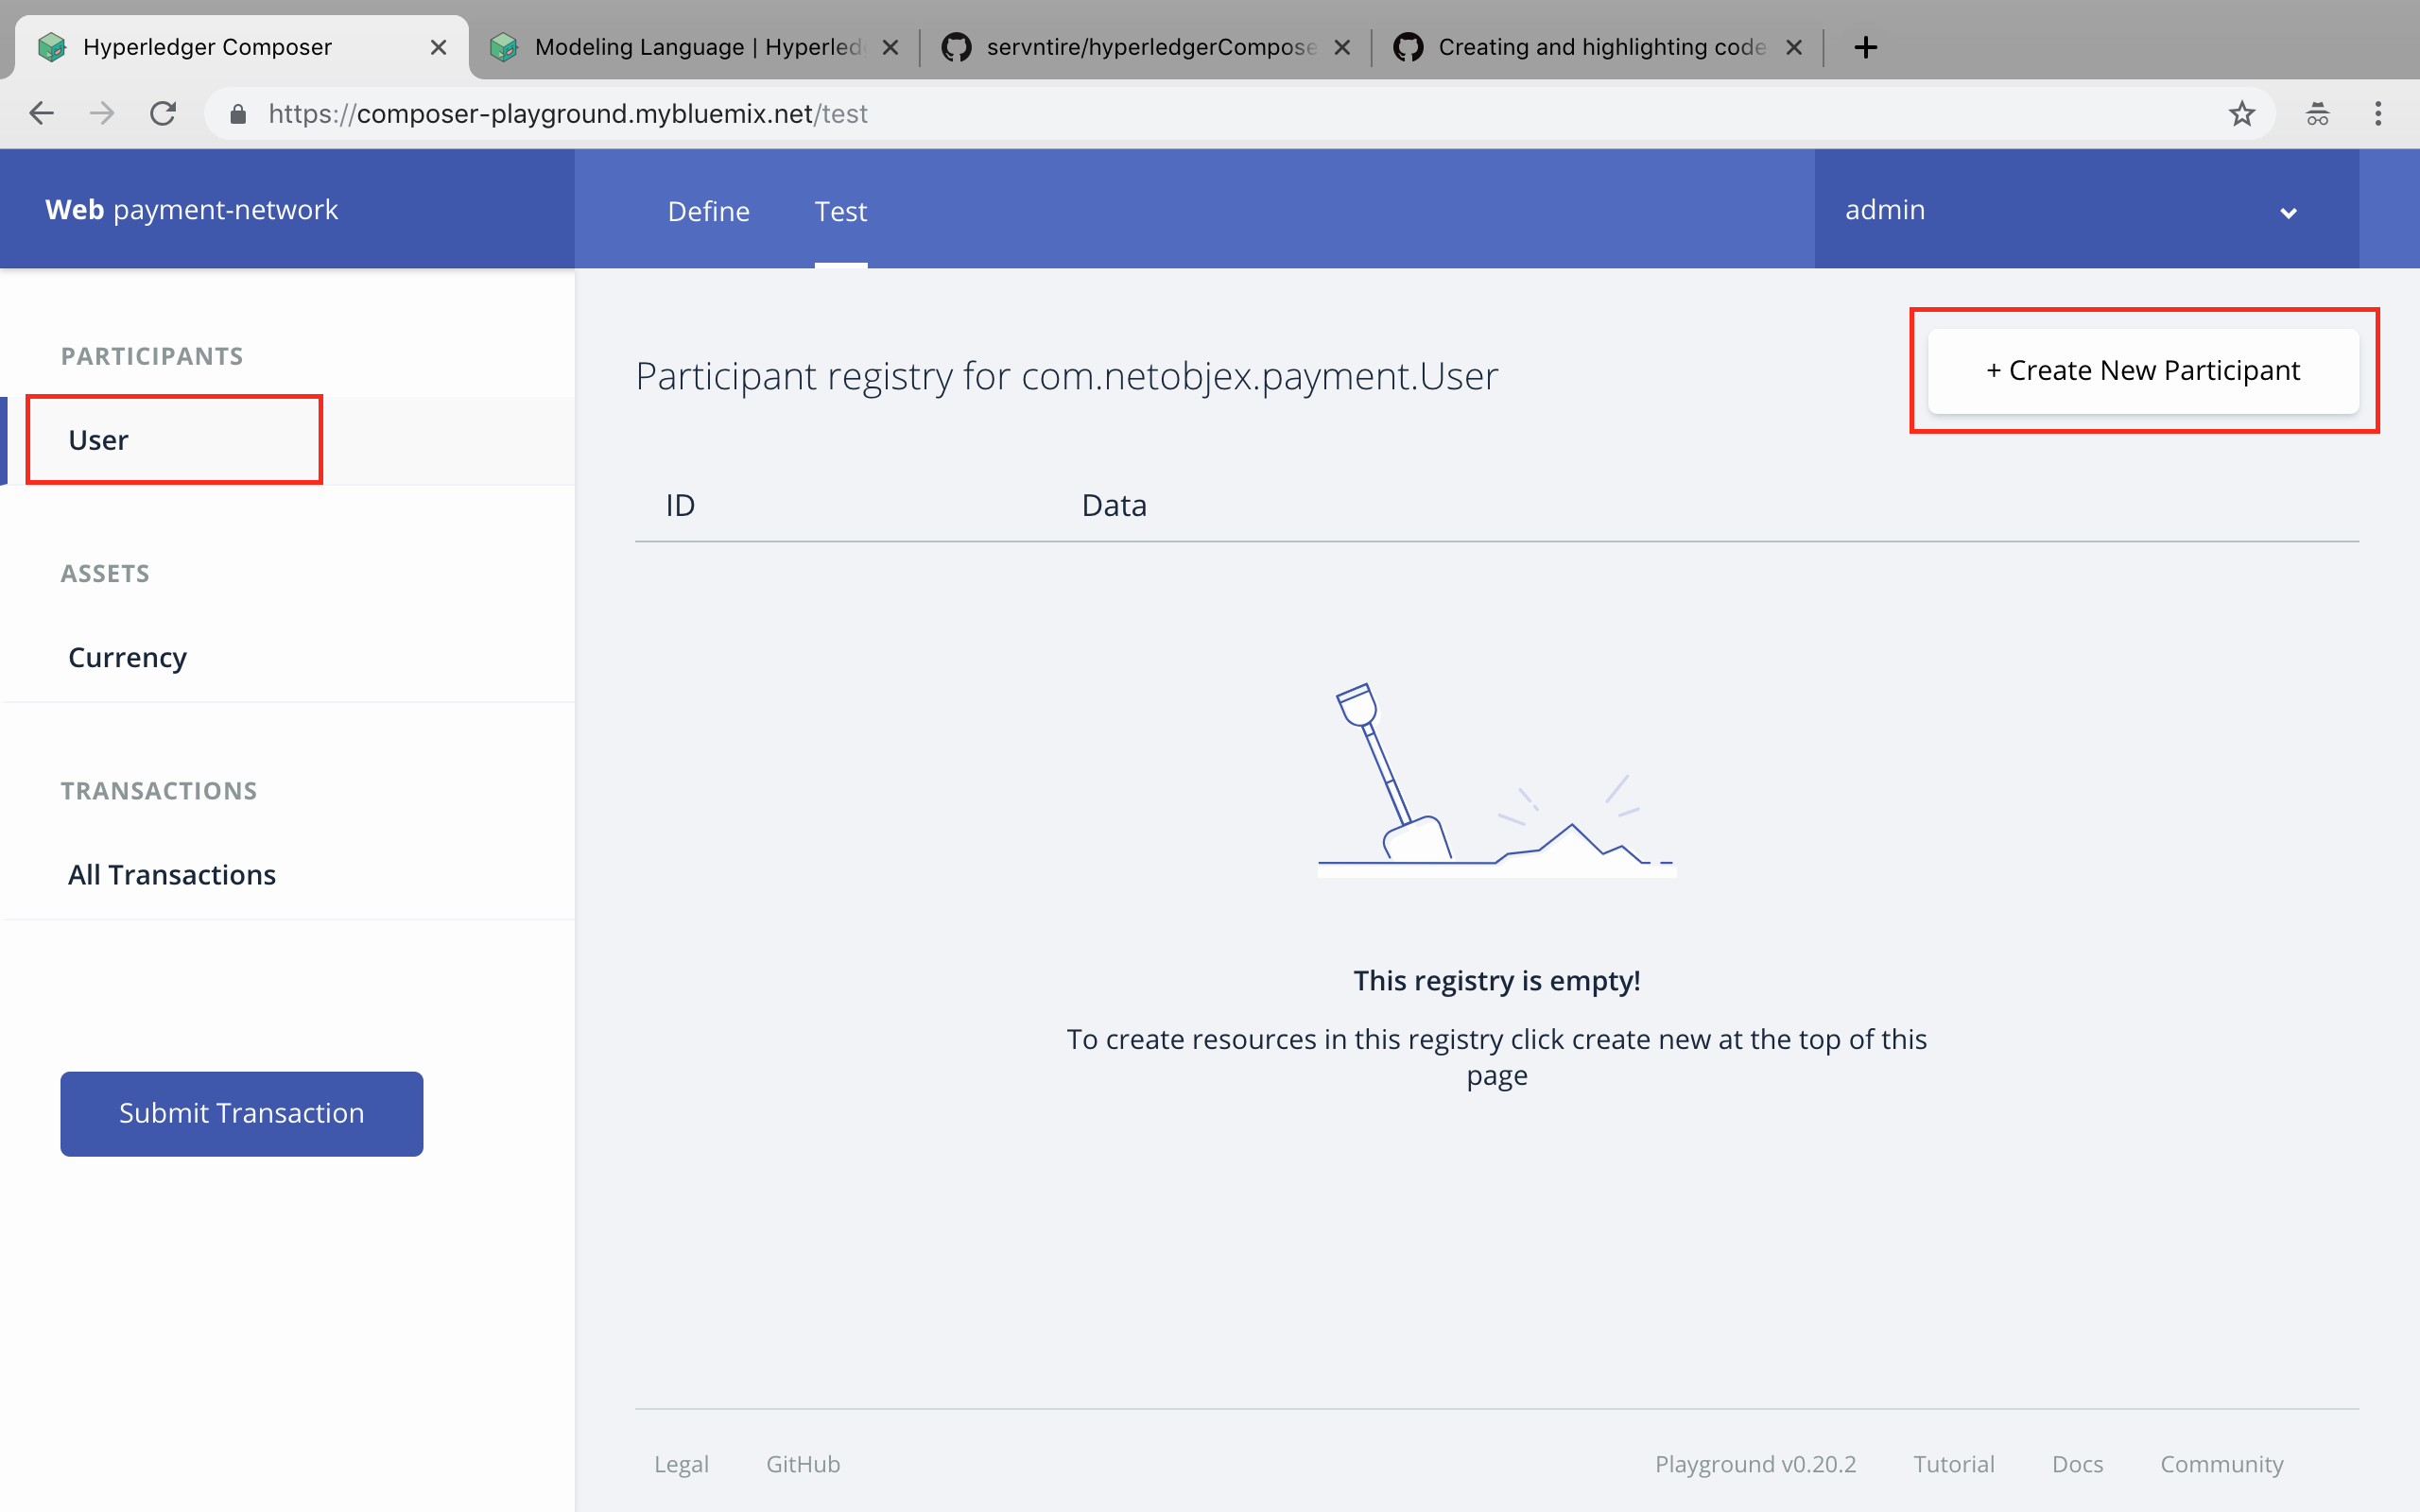 Hyperledger Composer
Modeling Language | Hyperled
servntire/hyperledgerCompose
Creating and highlighting code
https://composer-playground.mybluemix.net/test
Web payment-network
Define
Test
admin
PARTICIPANTS
User
ASSETS
Currency
TRANSACTIONS
All Transactions
Submit Transaction
Participant registry for com.netobjex.payment.User
+ Create New Participant
ID
Data
This registry is empty!
To create resources in this registry click create new at the top of this
page
Legal
GitHub
Playground v0.20.2
Tutorial
Docs
Community